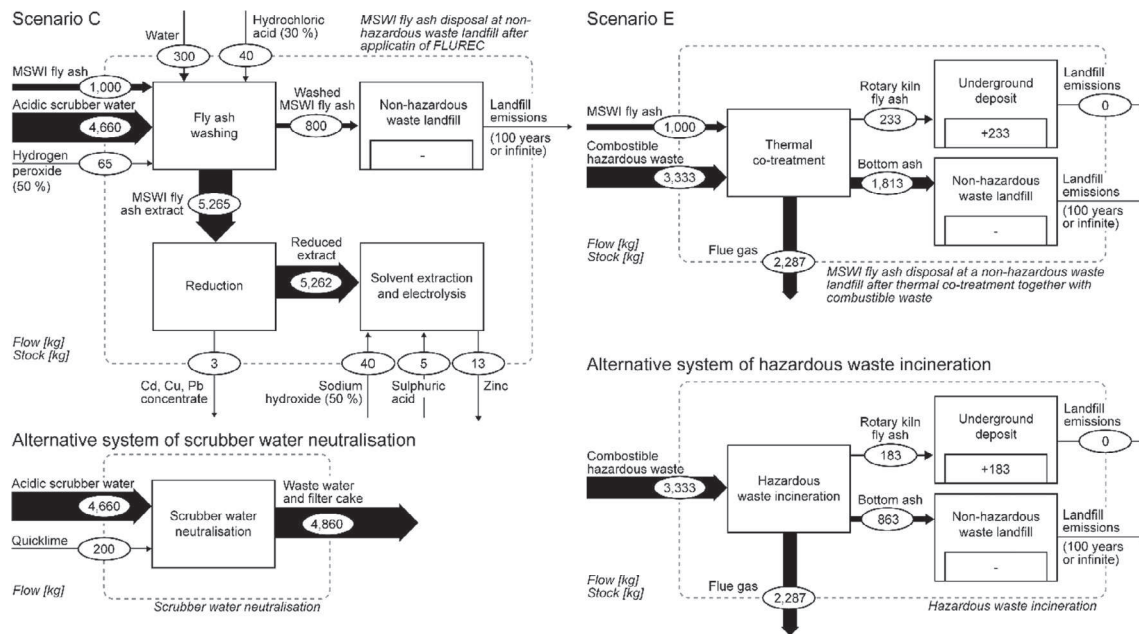 Scenario C
Water
Hydrochloric
acid (30 %)
MSWI fly ash disposal at non-
hazardous waste landfill after
applicatin of FLUREC
300
40
MSWI fly ash
1,000
Acidic scrubber water
4,660
Hydrogen
peroxide
(50 %)
65
Fly ash
washing
Washed
MSWI fly ash
800
Non-hazardous
waste landfill
-
Landfill
emissions
(100 years
or infinite)
MSWI fly
ash extract
5,265
Reduction
Reduced
extract
5,262
Solvent extraction
and electrolysis
Flow [kg]
Stock [kg]
3
40
5
13
Cd, Cu, Pb
concentrate
Sodium
hydroxide (50 %)
Sulphuric
acid
Zinc
Alternative system of scrubber water neutralisation
Acidic scrubber water
4,660
Quicklime
200
Scrubber water
neutralisation
Waste water
and filter cake
4,860
Flow [kg]
Scrubber water neutralisation
Scenario E
MSWI fly ash
1,000
Combustible
hazardous waste
3,333
Thermal
co-treatment
Rotary kiln
fly ash
233
Underground
deposit
+233
Landfill
emissions
0
Bottom ash
1,813
Non-hazardous
waste landfill
-
Landfill
emissions
(100 years
or infinite)
Flow [kg]
Stock [kg]
Flue gas
2,287
MSWI fly ash disposal at a non-hazardous waste
landfill after thermal co-treatment together with
combustible waste
Alternative system of hazardous waste incineration
Combustible
hazardous waste
3,333
Hazardous
waste incineration
Rotary kiln
fly ash
183
Underground
deposit
+183
Landfill
emissions
0
Bottom ash
863
Non-hazardous
waste landfill
-
Landfill
emissions
(100 years
or infinite)
Flow [kg]
Stock [kg]
Flue gas
2,287
Hazardous waste incineration